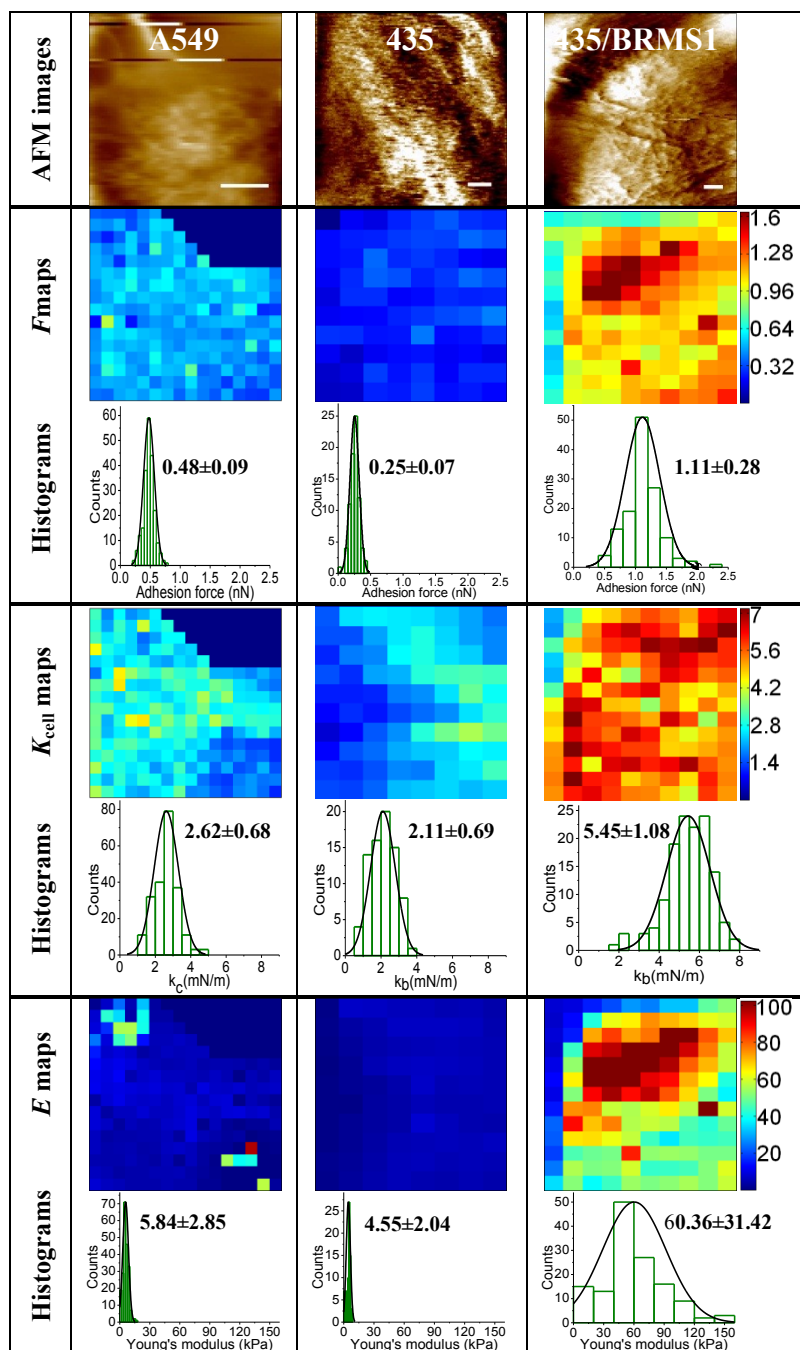 AFM images
A549
435
435/BRMS1
Fmaps
1.6
1.28
0.96
0.64
0.32
Histograms
60
50
40
30
20
10
0
Counts
0.48±0.09
0.0 0.5 1.0 1.5 2.0 2.5
Adhesion force (nN)
25
20
15
10
5
0
Counts
0.25±0.07
0.0 0.5 1.0 1.5 2.0 2.5
Adhesion force (nN)
50
40
30
20
10
0
Counts
1.11±0.28
0.0 0.5 1.0 1.5 2.0 2.5
Adhesion force (nN)
Kcell maps
7
5.6
4.2
2.8
1.4
Histograms
80
60
40
20
0
Counts
2.62±0.68
0 2 4 6 8
kc(mN/m)
20
16
12
8
4
0
Counts
2.11±0.69
0 2 4 6 8
kb(mN/m)
25
20
15
10
5
0
Counts
5.45±1.08
0 2 4 6 8
kb(mN/m)
E maps
100
80
60
40
20
Histograms
70
60
50
40
30
20
10
0
Counts
5.84±2.85
0 30 60 90 120 150
Young's modulus (kPa)
25
20
15
10
5
0
Counts
4.55±2.04
0 30 60 90 120 150
Young's modulus (kPa)
50
40
30
20
10
0
Counts
60.36±31.42
0 30 60 90 120 150
Young's modulus (kPa)